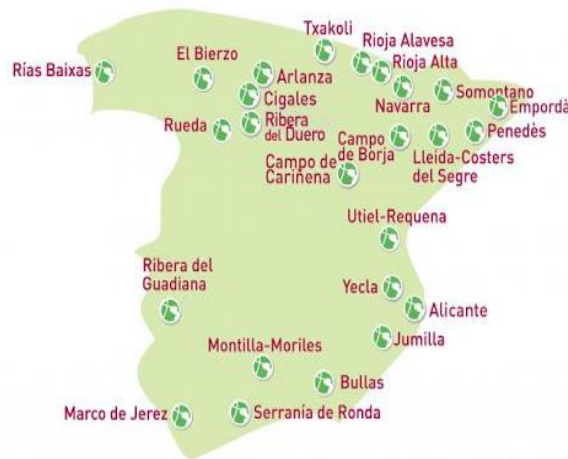 Txakoli
Rioja Alavesa
El Bierzo
Rías Baixas
Rioja Alta
Arlanza
Navarra
Somontano
Cigales
Empordà
Rueda
Ribera
del Duero
Campo
de Borja
Penedès
Lleida-Costers
del Segre
Campo de
Cariñena
Utiel-Requena
Ribera del
Guadiana
Yecla
Alicante
Jumilla
Montilla-Moriles
Bullas
Marco de Jerez
Serranía de Ronda